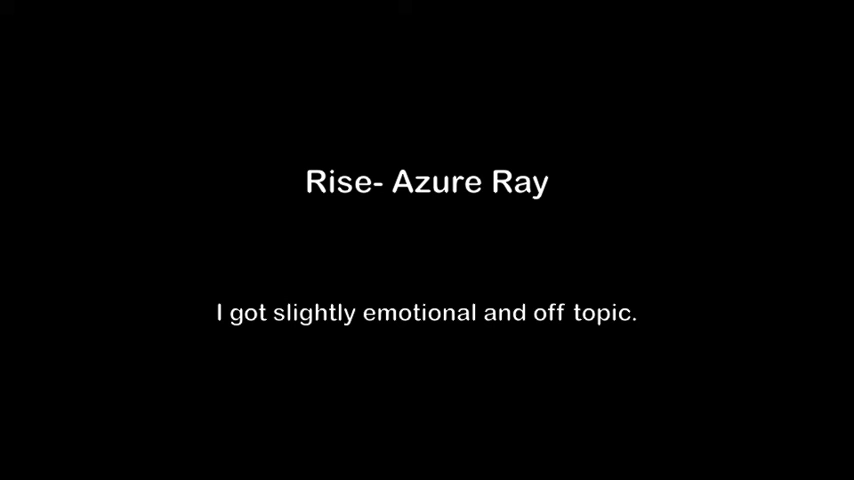 Rise- Azure Ray
I got slightly emotional and off topic.